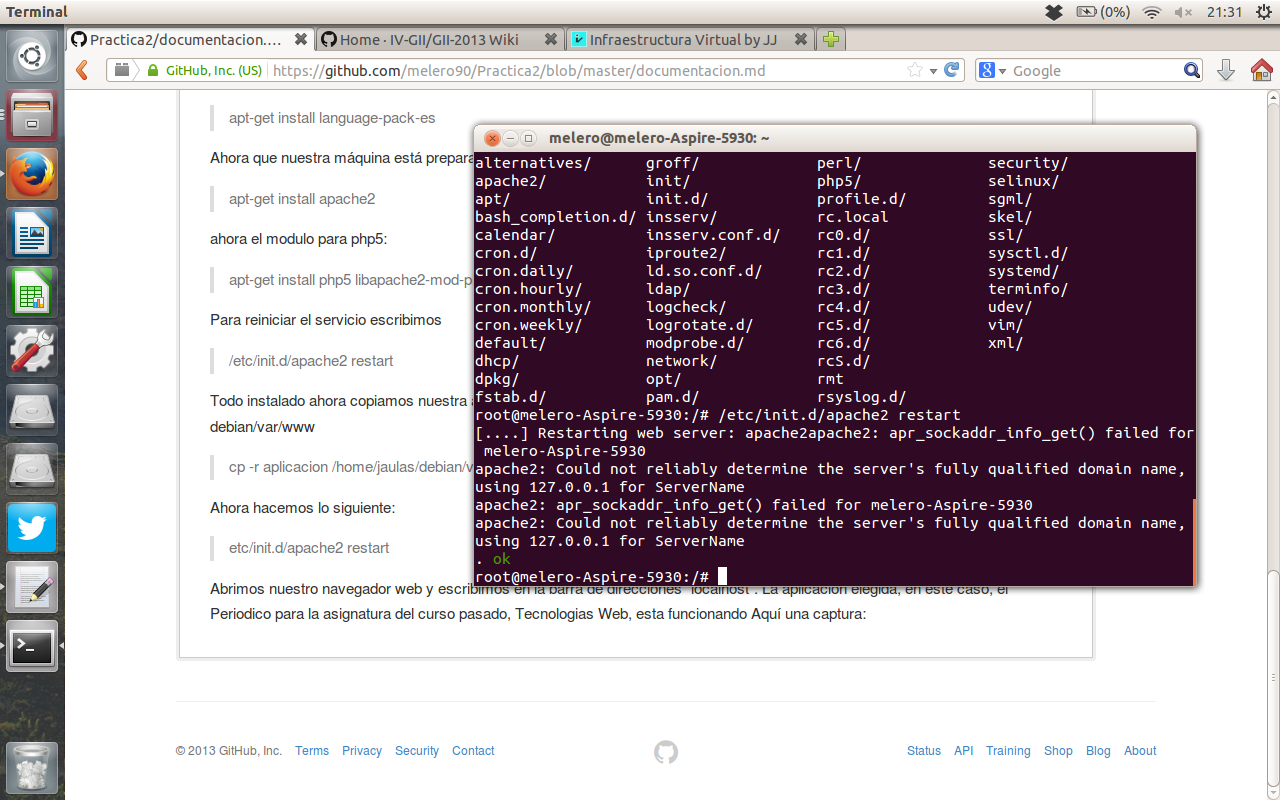 Terminal
(0%)
21:31
Practica2/documentacion....
Home · IV-GII/GII-2013 Wiki
Infraestructura Virtual by JJ
GitHub, Inc. (US)
https://github.com/melero90/Practica2/blob/master/documentacion.md
Google
apt-get install language-pack-es
Ahora que nuestra máquina está prepara
apt-get install apache2
ahora el modulo para php5:
apt-get install php5 libapache2-mod-p
Para reiniciar el servicio escribimos
/etc/init.d/apache2 restart
Todo instalado ahora copiamos nuestra a
debian/var/www
cp -r aplicacion /home/jaulas/debian/v
Ahora hacemos lo siguiente:
etc/init.d/apache2 restart
Abrimos nuestro navegador web y escribimos en la barra de direcciones "localhost". La aplicacion elegida, en este caso, el
Periodico para la asignatura del curso pasado, Tecnologias Web, esta funcionando Aquí una captura:
melero@melero-Aspire-5930: ~
alternatives/ groff/ perl/ security/
apache2/ init/ php5/ selinux/
apt/ init.d/ profile.d/ sgml/
bash_completion.d/ insserv/ rc.local skel/
calendar/ insserv.conf.d/ rc0.d/ ssl/
cron.d/ iproute2/ rc1.d/ sysctl.d/
cron.daily/ ld.so.conf.d/ rc2.d/ systemd/
cron.hourly/ ldap/ rc3.d/ terminfo/
cron.monthly/ logcheck/ rc4.d/ udev/
cron.weekly/ logrotate.d/ rc5.d/ vim/
default/ modprobe.d/ rc6.d/ xml/
dhcp/ network/ rcS.d/
dpkg/ opt/ rmt
fstab.d/ pam.d/ rsyslog.d/
root@melero-Aspire-5930:/# /etc/init.d/apache2 restart
[....] Restarting web server: apache2apache2: apr_sockaddr_info_get() failed for
melero-Aspire-5930
apache2: Could not reliably determine the server's fully qualified domain name,
using 127.0.0.1 for ServerName
apache2: apr_sockaddr_info_get() failed for melero-Aspire-5930
apache2: Could not reliably determine the server's fully qualified domain name,
using 127.0.0.1 for ServerName
. ok
root@melero-Aspire-5930:/#
© 2013 GitHub, Inc. Terms Privacy Security Contact
Status API Training Shop Blog About